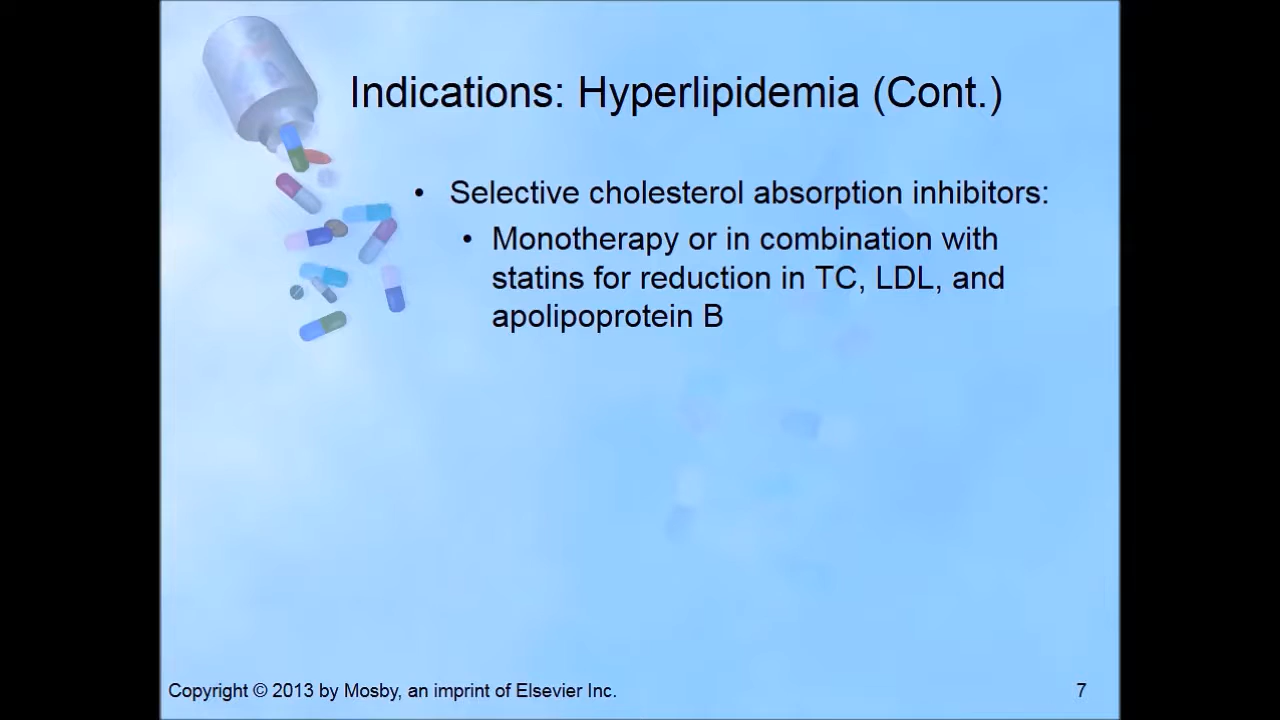 Indications: Hyperlipidemia (Cont.)
• Selective cholesterol absorption inhibitors:
• Monotherapy or in combination with
statins for reduction in TC, LDL, and
apolipoprotein B
Copyright © 2013 by Mosby, an imprint of Elsevier Inc.
7